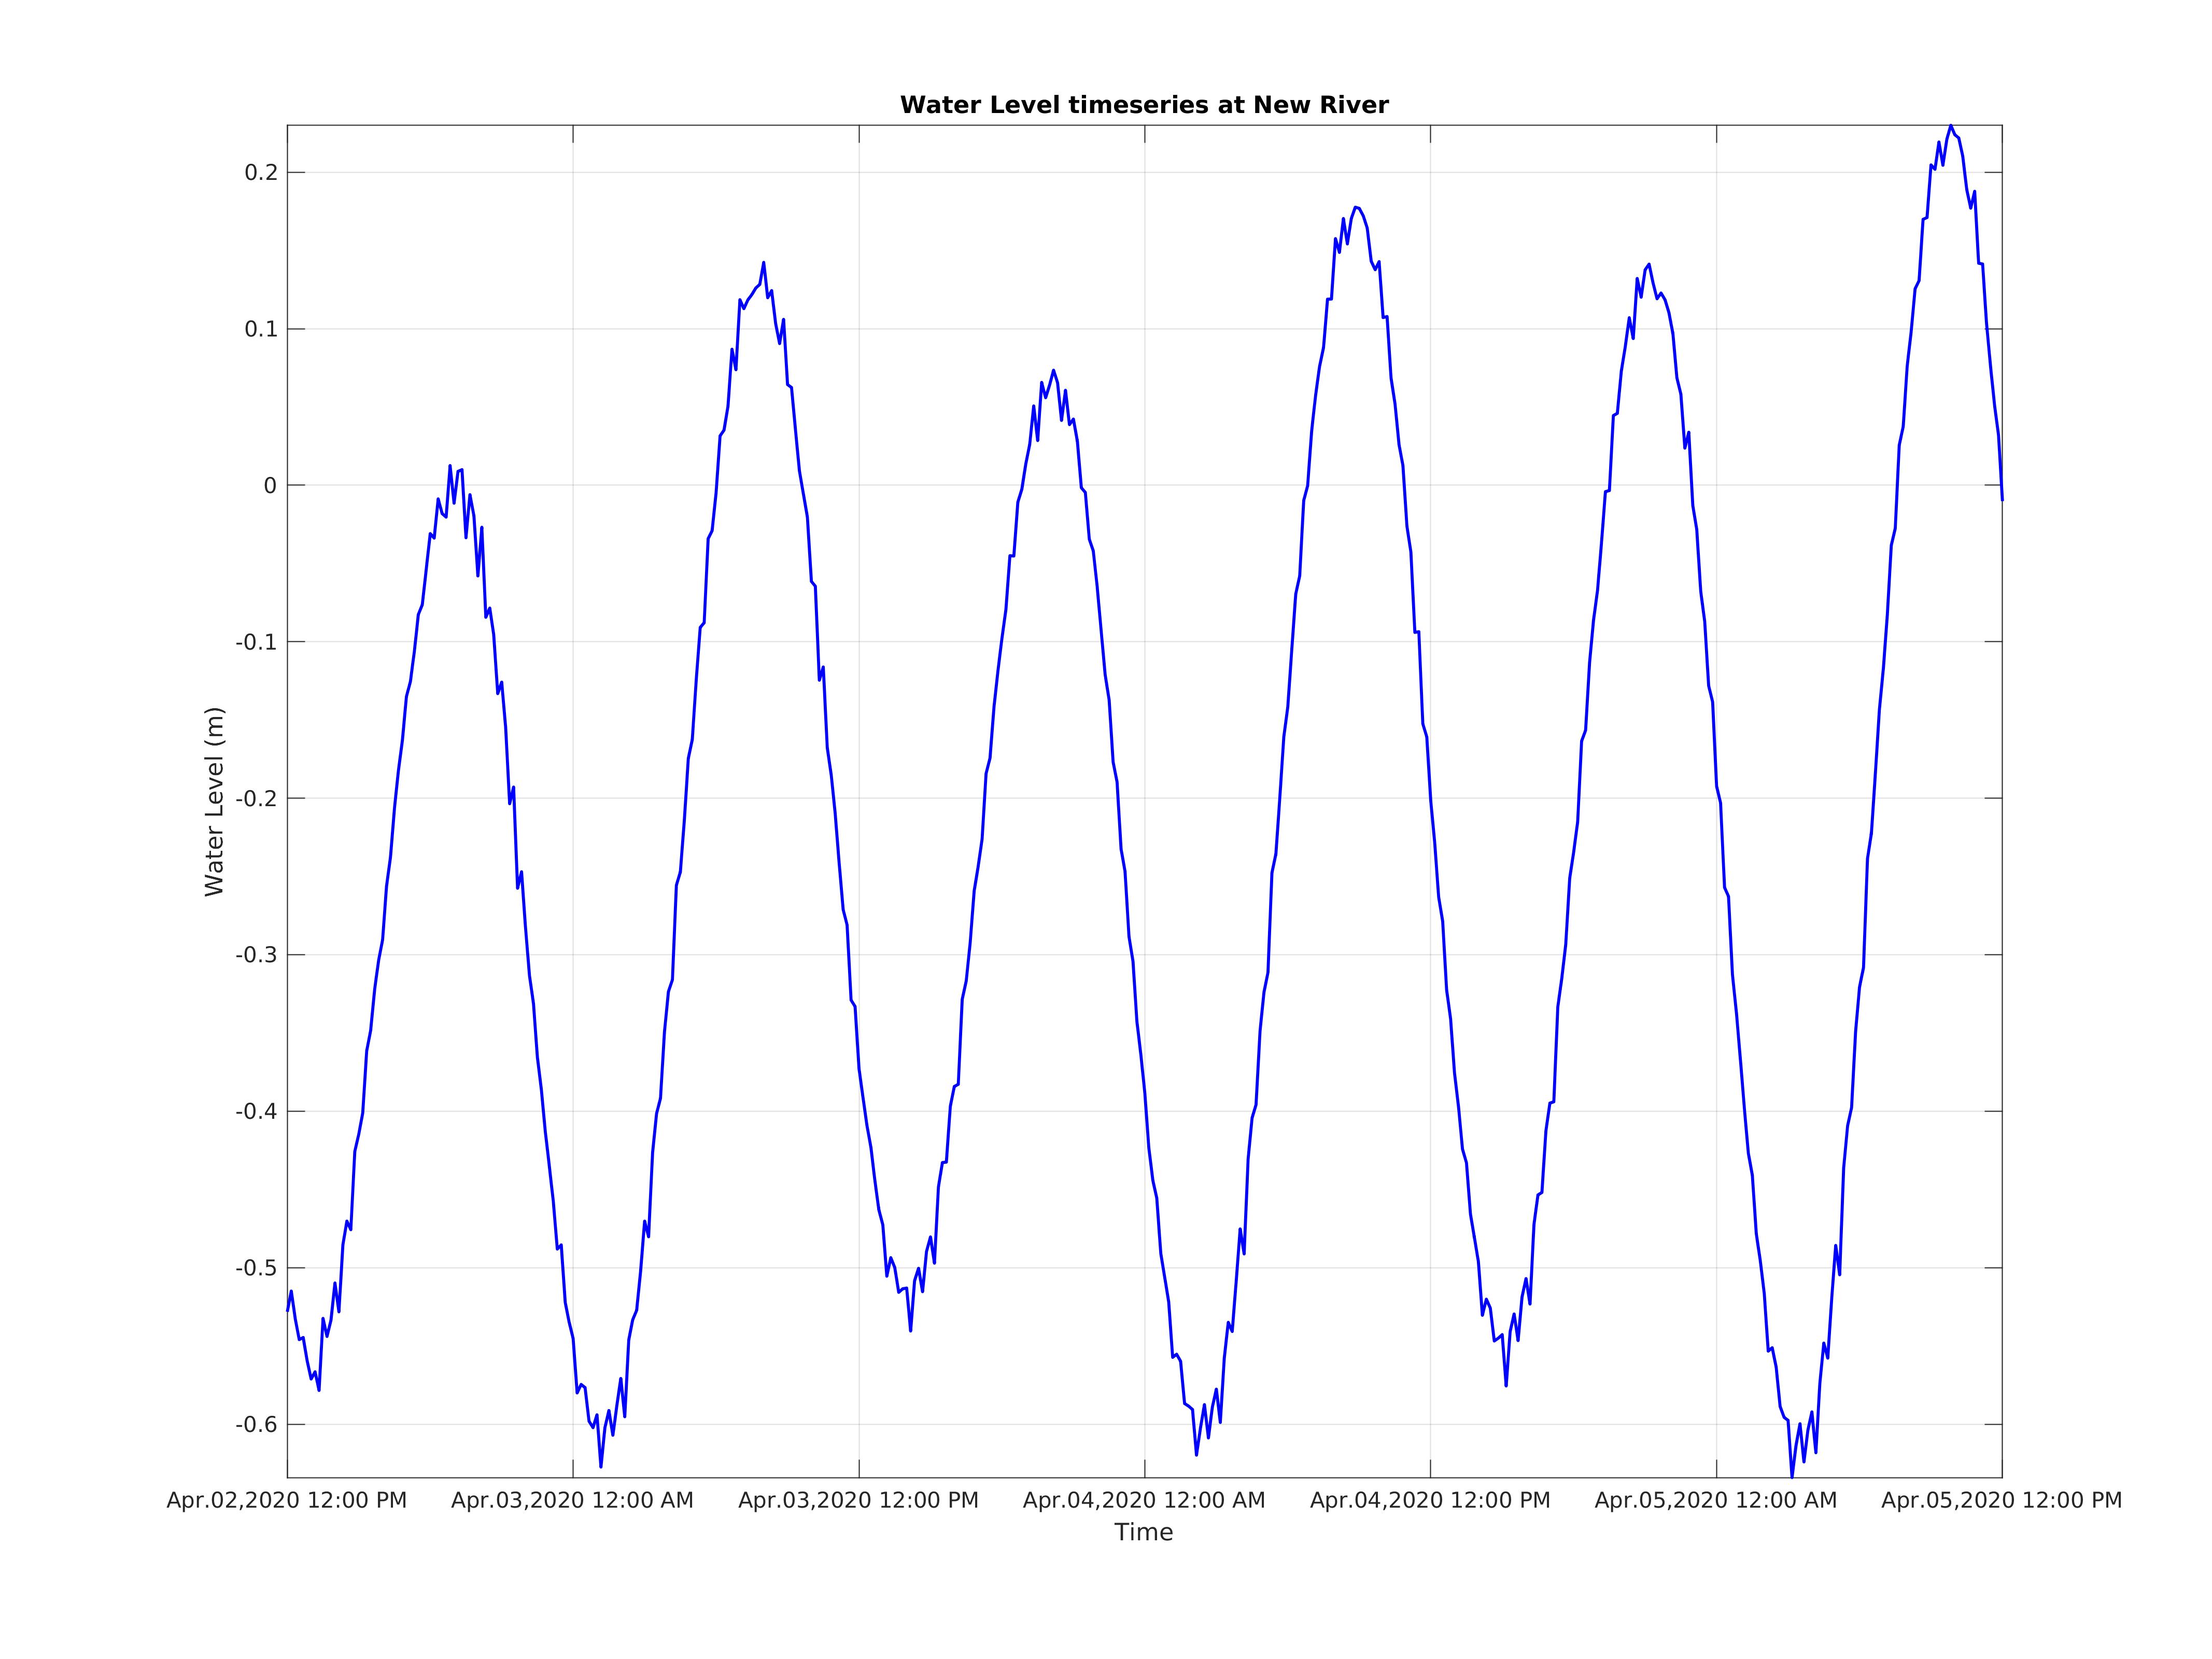 Water Level timeseries at New River
0.2
0.1
0
-0.1
-0.2
-0.3
-0.4
-0.5
-0.6
Water Level (m)
Apr.02,2020 12:00 PM
Apr.03,2020 12:00 AM
Apr.03,2020 12:00 PM
Apr.04,2020 12:00 AM
Apr.04,2020 12:00 PM
Apr.05,2020 12:00 AM
Apr.05,2020 12:00 PM
Time